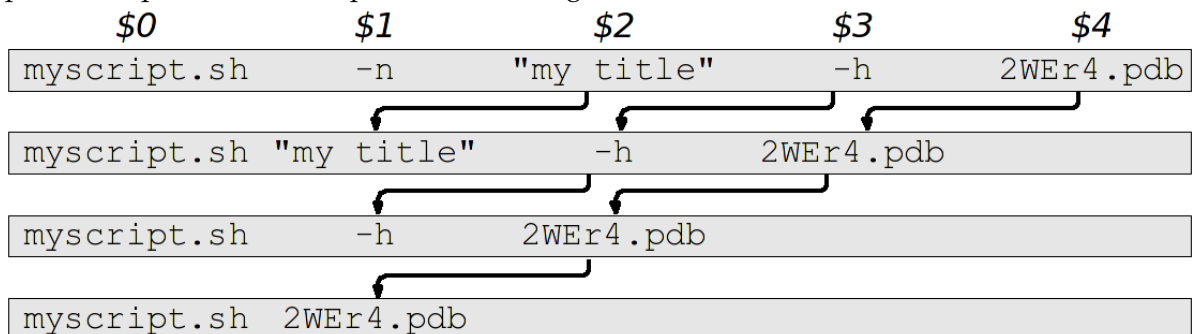 $0 $1 $2 $3 $4
myscript.sh -n "my title" -h 2WEr4.pdb
myscript.sh "my title" -h 2WEr4.pdb
myscript.sh -h 2WEr4.pdb
myscript.sh 2WEr4.pdb